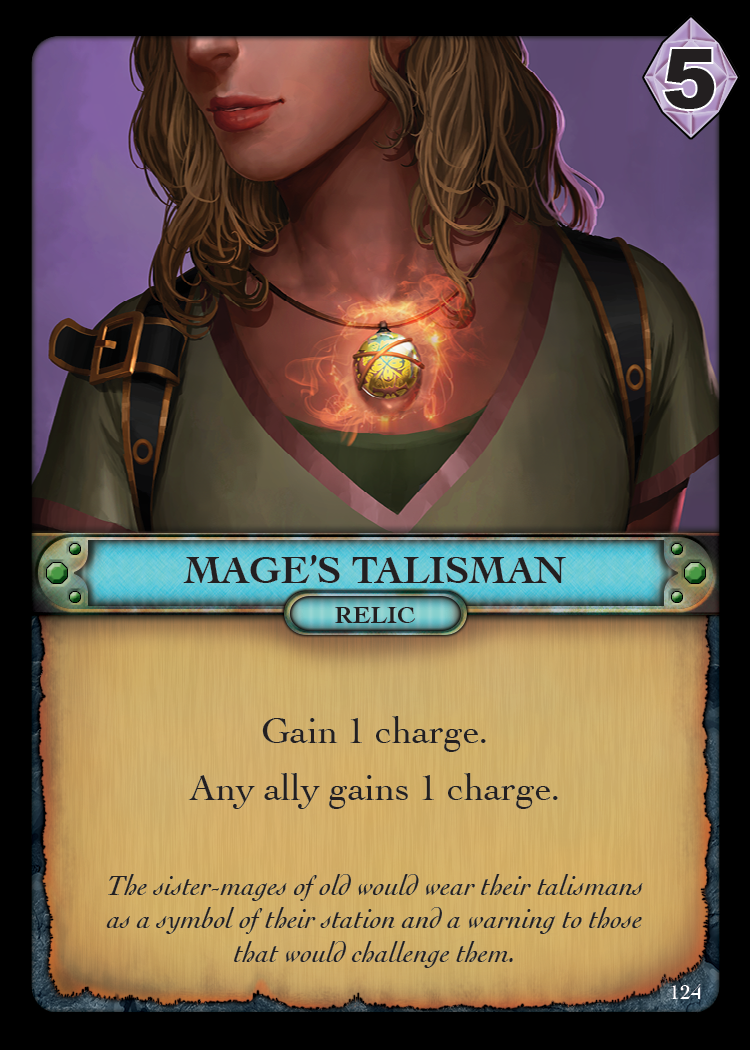 5
MAGE'S TALISMAN
RELIC
Gain 1 charge.
Any ally gains 1 charge.
The sister-mages of old would wear their talismans
as a symbol of their station and a warning to those
that would challenge them.
124